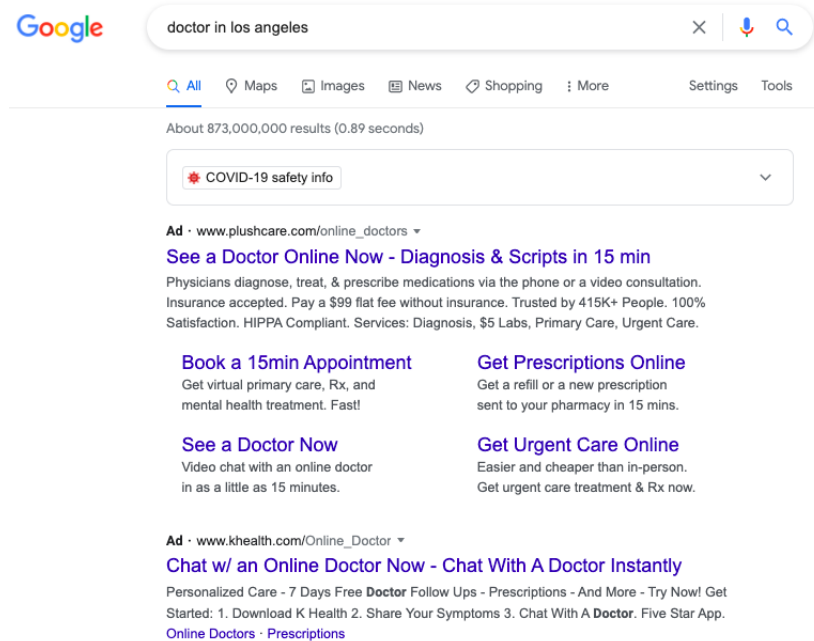 Google
doctor in los angeles
All Maps Images News Shopping More Settings Tools
About 873,000,000 results (0.89 seconds)
COVID-19 safety info
Ad · www.plushcare.com/online_doctors
See a Doctor Online Now - Diagnosis & Scripts in 15 min
Physicians diagnose, treat, & prescribe medications via the phone or a video consultation.
Insurance accepted. Pay a $99 flat fee without insurance. Trusted by 415K+ People. 100%
Satisfaction. HIPPA Compliant. Services: Diagnosis, $5 Labs, Primary Care, Urgent Care.
Book a 15min Appointment
Get virtual primary care, Rx, and
mental health treatment. Fast!
Get Prescriptions Online
Get a refill or a new prescription
sent to your pharmacy in 15 mins.
See a Doctor Now
Video chat with an online doctor
in as a little as 15 minutes.
Get Urgent Care Online
Easier and cheaper than in-person.
Get urgent care treatment & Rx now.
Ad · www.khealth.com/Online_Doctor
Chat w/ an Online Doctor Now - Chat With A Doctor Instantly
Personalized Care - 7 Days Free Doctor Follow Ups - Prescriptions - And More - Try Now! Get
Started: 1. Download K Health 2. Share Your Symptoms 3. Chat With A Doctor. Five Star App.
Online Doctors · Prescriptions